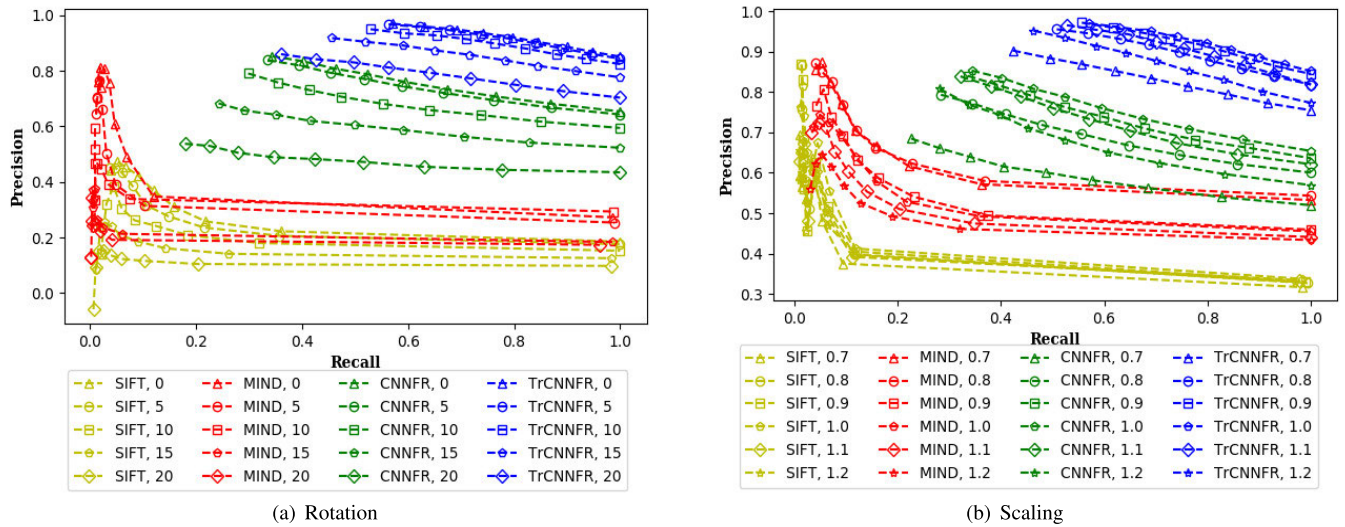 1.0
0.8
0.6
0.4
0.2
0.0
Precision
0.0 0.2 0.4 0.6 0.8 1.0
Recall
SIFT, 0 MIND, 0 CNNFR, 0 TrCNNFR, 0
SIFT, 5 MIND, 5 CNNFR, 5 TrCNNFR, 5
SIFT, 10 MIND, 10 CNNFR, 10 TrCNNFR, 10
SIFT, 15 MIND, 15 CNNFR, 15 TrCNNFR, 15
SIFT, 20 MIND, 20 CNNFR, 20 TrCNNFR, 20
(a) Rotation
1.0
0.9
0.8
0.7
0.6
0.5
0.4
0.3
Precision
0.0 0.2 0.4 0.6 0.8 1.0
Recall
SIFT, 0.7 MIND, 0.7 CNNFR, 0.7 TrCNNFR, 0.7
SIFT, 0.8 MIND, 0.8 CNNFR, 0.8 TrCNNFR, 0.8
SIFT, 0.9 MIND, 0.9 CNNFR, 0.9 TrCNNFR, 0.9
SIFT, 1.0 MIND, 1.0 CNNFR, 1.0 TrCNNFR, 1.0
SIFT, 1.1 MIND, 1.1 CNNFR, 1.1 TrCNNFR, 1.1
SIFT, 1.2 MIND, 1.2 CNNFR, 1.2 TrCNNFR, 1.2
(b) Scaling